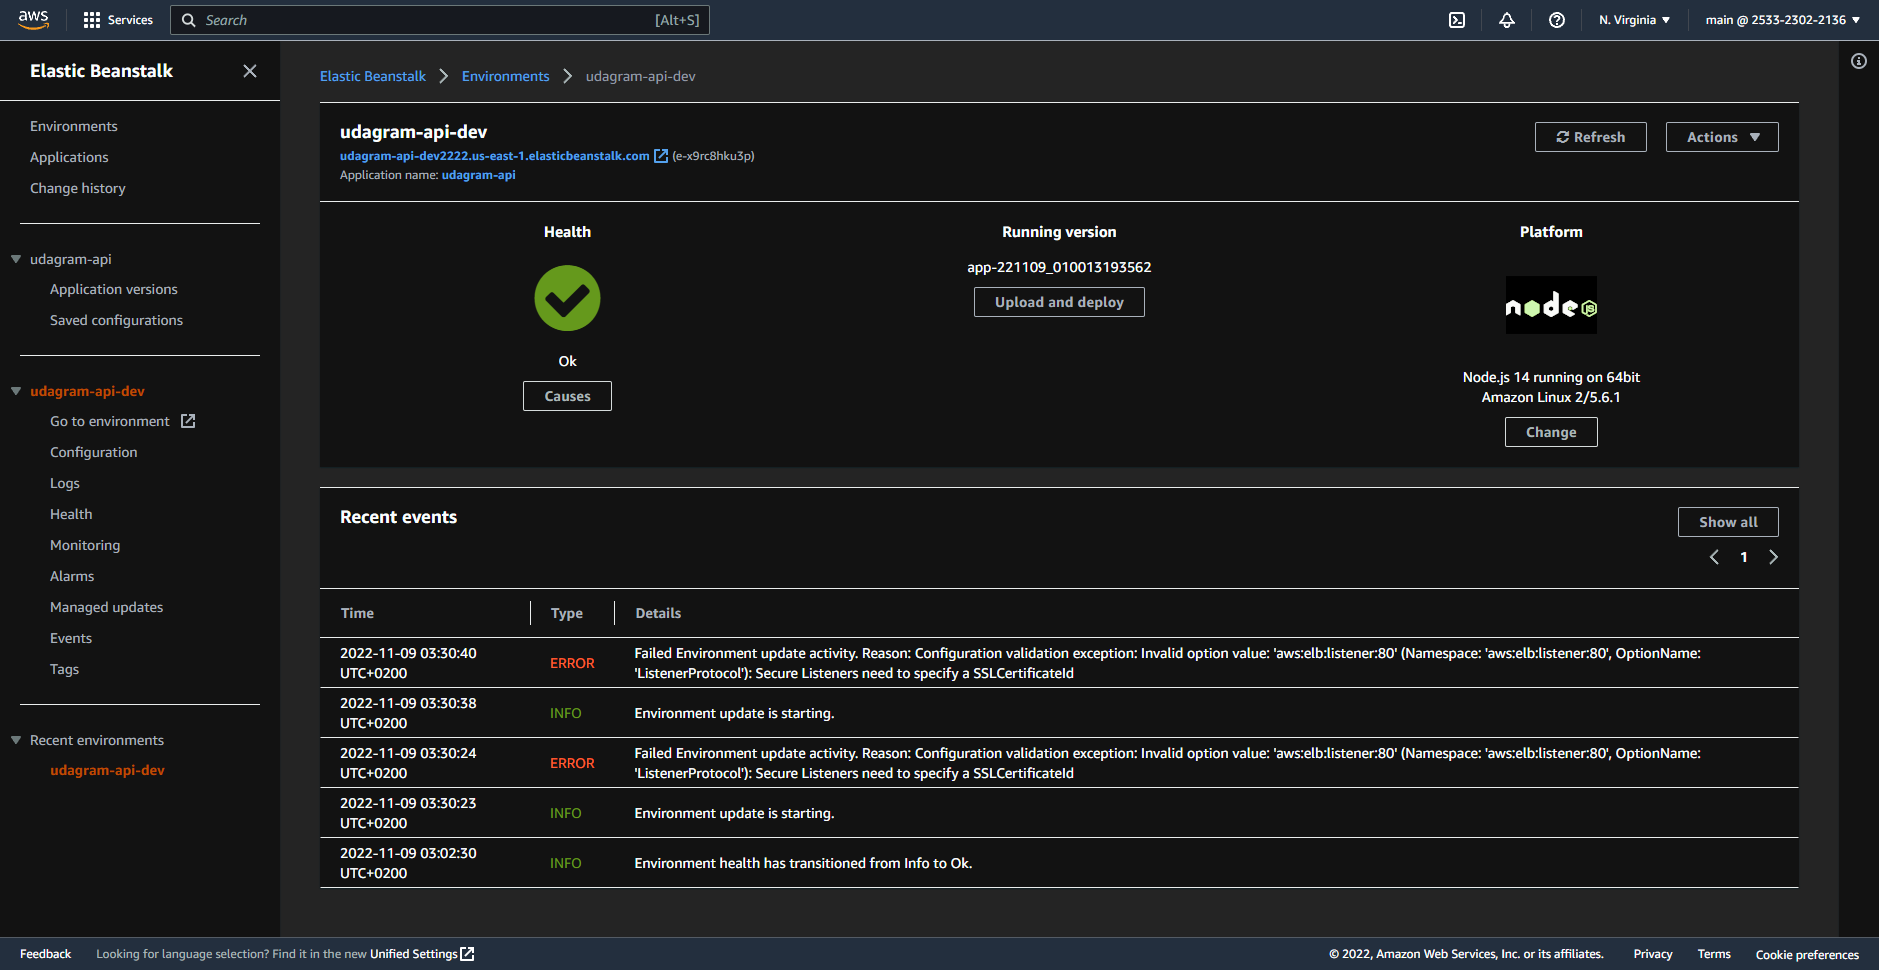 aws
Services
Search
[Alt+S]
N. Virginia ▼
main @ 2533-2302-2136 ▼
Elastic Beanstalk
Environments
Applications
Change history
udagram-api
Application versions
Saved configurations
udagram-api-dev
Go to environment
Configuration
Logs
Health
Monitoring
Alarms
Managed updates
Events
Tags
Recent environments
udagram-api-dev
Elastic Beanstalk > Environments > udagram-api-dev
udagram-api-dev
udagram-api-dev2222.us-east-1.elasticbeanstalk.com (e-x9rc8hku3p)
Application name: udagram-api
Refresh
Actions ▼
Health
Ok
Causes
Running version
app-221109_010013193562
Upload and deploy
Platform
node JS
Node.js 14 running on 64bit
Amazon Linux 2/5.6.1
Change
Recent events
Show all
< 1 >
Time Type Details
2022-11-09 03:30:40
UTC+0200
ERROR
Failed Environment update activity. Reason: Configuration validation exception: Invalid option value: 'aws:elb:listener:80' (Namespace: 'aws:elb:listener:80', OptionName:
'ListenerProtocol'): Secure Listeners need to specify a SSLCertificateId
2022-11-09 03:30:38
UTC+0200
INFO
Environment update is starting.
2022-11-09 03:30:24
UTC+0200
ERROR
Failed Environment update activity. Reason: Configuration validation exception: Invalid option value: 'aws:elb:listener:80' (Namespace: 'aws:elb:listener:80', OptionName:
'ListenerProtocol'): Secure Listeners need to specify a SSLCertificateId
2022-11-09 03:30:23
UTC+0200
INFO
Environment update is starting.
2022-11-09 03:02:30
UTC+0200
INFO
Environment health has transitioned from Info to Ok.
Feedback
Looking for language selection? Find it in the new Unified Settings
© 2022, Amazon Web Services, Inc. or its affiliates.
Privacy
Terms
Cookie preferences